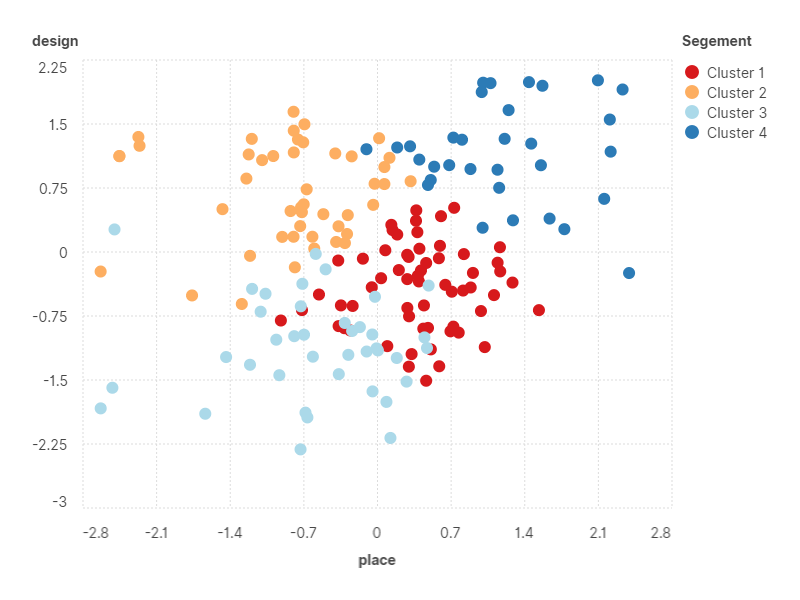 design
Segement
Cluster 1
Cluster 2
Cluster 3
Cluster 4
2.25
1.5
0.75
0
-0.75
-1.5
-2.25
-3
-2.8 -2.1 -1.4 -0.7 0 0.7 1.4 2.1 2.8
place